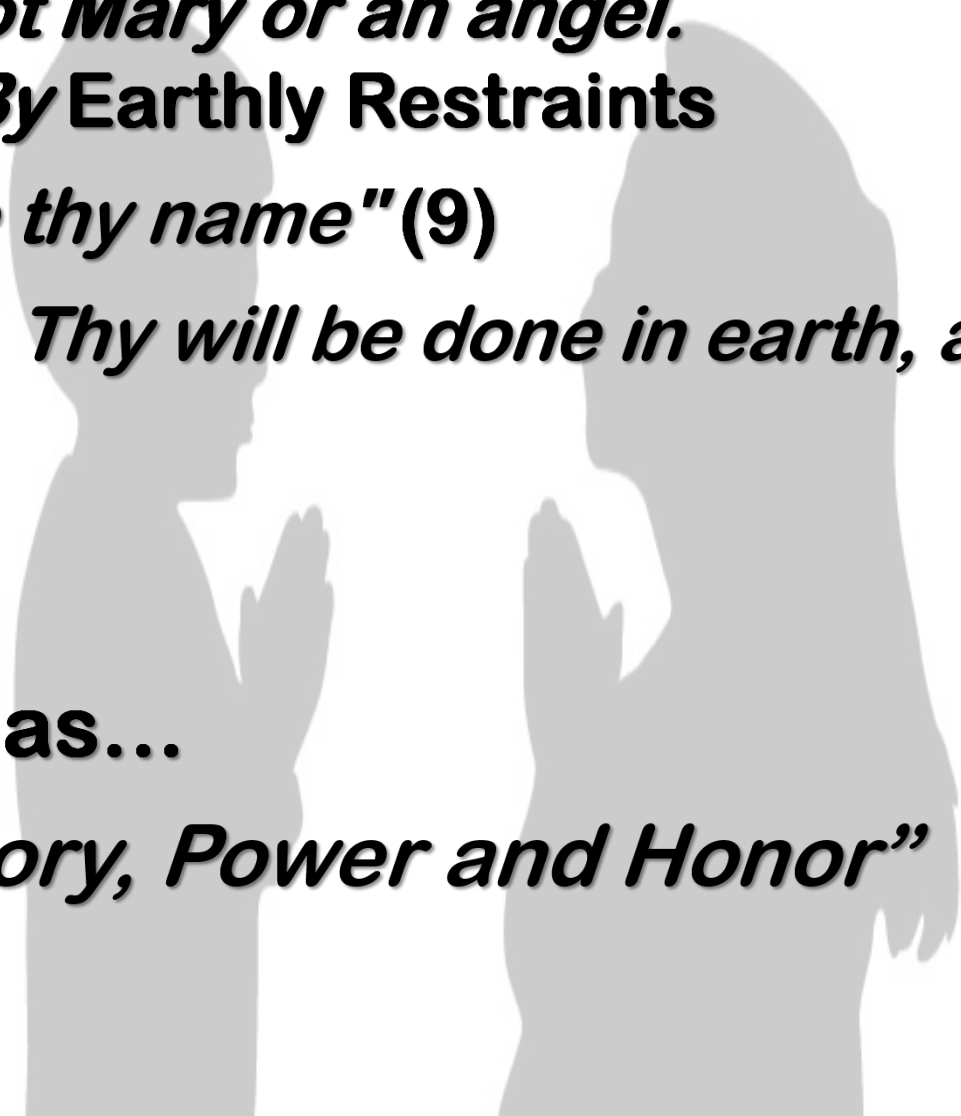 ot Mary or an angel.
By Earthly Restraints
thy name" (9)
Thy will be done in earth, a
as…
ory, Power and Honor”